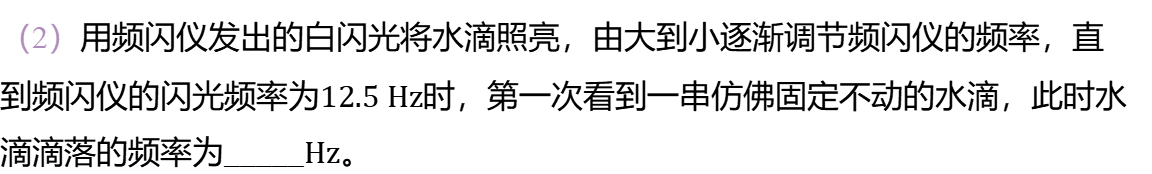 （2）用频闪仪发出的白闪光将水滴照亮，由大到小逐渐调节频闪仪的频率，直
到频闪仪的闪光频率为12.5 Hz时，第一次看到一串仿佛固定不动的水滴，此时水
滴滴落的频率为_____Hz。